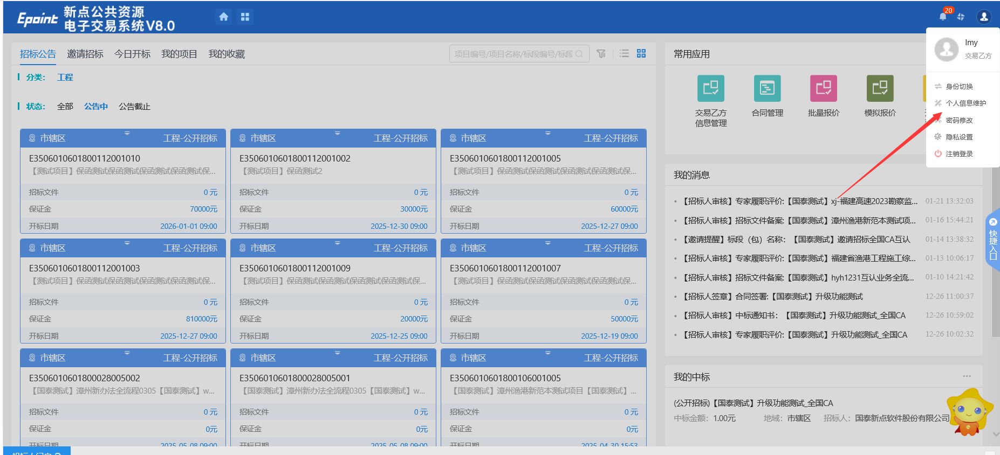 Epoint 新点公共资源
电子交易系统V8.0
20
招标公告 邀请招标 今日开标 我的项目 我的收藏
项目编号/项目名称/标段编号/标段
分类： 工程
状态： 全部 公告中 公告截止
市辖区 工程-公开招标
E3506010601800112001010
【测试项目】保函测试保函测试保函测试保函测试保...
招标文件 0 元
保证金 70000元
开标日期 2026-01-01 09:00
市辖区 工程-公开招标
E3506010601800112001002
【测试项目】保函测试2
招标文件 0 元
保证金 30000元
开标日期 2025-12-30 09:00
市辖区 工程-公开招标
E3506010601800112001005
【测试项目】保函测试保函测试保函测试保函测试保...
招标文件 0 元
保证金 60000元
开标日期 2025-12-27 09:00
市辖区 工程-公开招标
E3506010601800112001003
【测试项目】保函测试保函测试保函测试保函测试保...
招标文件 0 元
保证金 810000元
开标日期 2025-12-27 09:00
市辖区 工程-公开招标
E3506010601800112001009
【测试项目】保函测试保函测试保函测试保函测试保...
招标文件 0 元
保证金 20000元
开标日期 2025-12-25 09:00
市辖区 工程-公开招标
E3506010601800112001007
【测试项目】保函测试保函测试保函测试保函测试保...
招标文件 0 元
保证金 50000元
开标日期 2025-12-19 09:00
市辖区 工程-公开招标
E3506010601800028005002
【国泰测试】漳州新办法全流程0305【国泰测试】w...
招标文件 0 元
保证金 0元
开标日期 2025-05-08 09:00
市辖区 工程-公开招标
E3506010601800028005001
【国泰测试】漳州新办法全流程0305【国泰测试】w...
招标文件 0 元
保证金 0元
开标日期 2025-05-08 09:00
市辖区 工程-公开招标
E3506010601800106001005
【国泰测试】漳州渔港新范本测试项目【国泰测试】...
招标文件 0 元
保证金 0元
开标日期 2025-04-30 15:53
常用应用
交易乙方
信息管理
合同管理
批量报价
模拟报价
lmy
交易乙方
身份切换
个人信息维护
密码修改
隐私设置
注销登录
我的消息
【招标人审核】专家履职评价:【国泰测试】xj-福建高速2023勘察监... 01-21 13:32:03
【招标人审核】招标文件备案:【国泰测试】漳州渔港新范本测试项... 01-16 15:44:21
【邀请提醒】标段（包）名称：【国泰测试】邀请招标全国CA互认 01-14 13:38:32
【招标人审核】专家履职评价:【国泰测试】福建省渔港工程施工综... 01-13 10:06:17
【招标人审核】招标文件备案:【国泰测试】hyh1231互认业务全流... 01-10 14:21:42
【招标人签章】合同签署:【国泰测试】升级功能测试 12-26 11:00:37
【招标人审核】中标通知书：【国泰测试】升级功能测试_全国CA 12-26 10:59:02
【招标人审核】专家履职评价:【国泰测试】升级功能测试_全国CA 12-26 10:02:32
快捷入口
我的中标
(公开招标)【国泰测试】升级功能测试_全国CA
中标金额：1.00元 地域：市辖区 招标人：国泰新点软件股份有限公司